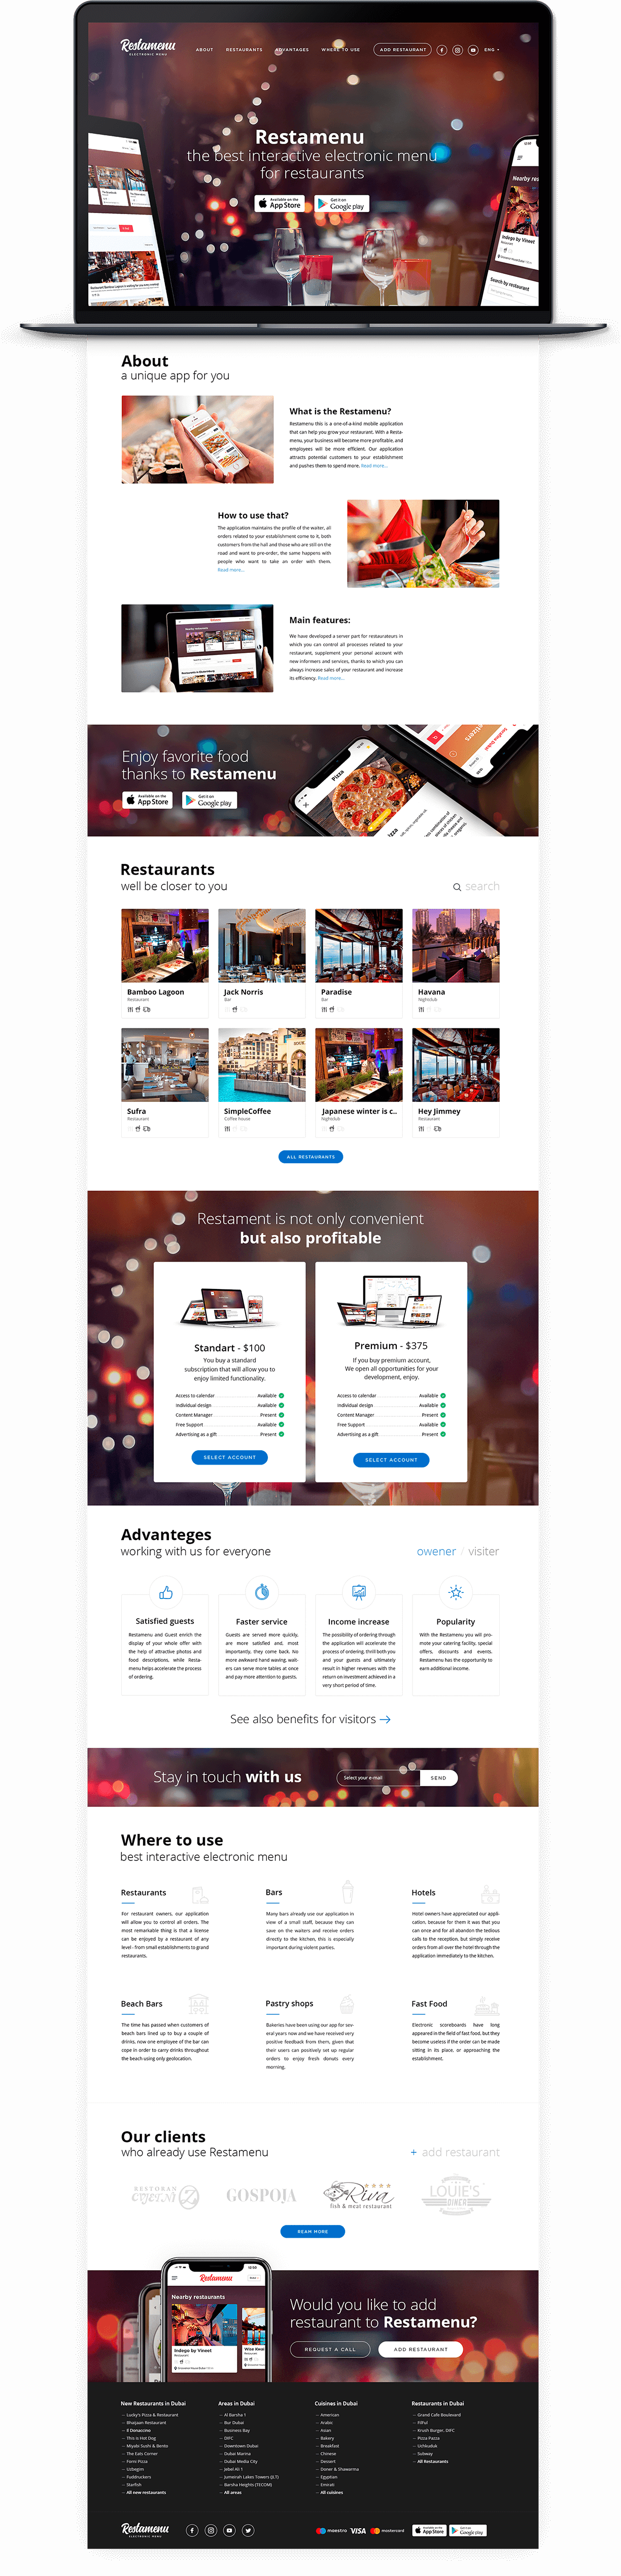 Restamenu
ELECTRONIC MENU
ABOUT RESTAURANTS ADVANTAGES WHERE TO USE ADD RESTAURANT ENG
Restamenu
the best interactive electronic menu
for restaurants
Available on the
App Store
Get it on
Google play
Nearby res
Indego by Vineet
Search by restaurant
About
a unique app for you
What is the Restamenu?
Restamenu this is a one-of-a-kind mobile application
that can help you grow your restaurant. With a Resta-
menu, your business will become more profitable, and
employees will be more efficient. Our application
attracts potential customers to your establishment
and pushes them to spend more. Read more...
How to use that?
The application maintains the profile of the waiter, all
orders related to your establishment come to it, both
customers from the hall and those who are still on the
road and want to pre-order, the same happens with
people who want to take an order with them.
Read more...
Main features:
We have developed a server part for restaurateurs in
which you can control all processes related to your
restaurant, supplement your personal account with
new informers and services, thanks to which you can
always increase sales of your restaurant and increase
its efficiency. Read more...
Enjoy favorite food
thanks to Restamenu
Available on the
App Store
Get it on
Google play
Pizza
Restaurants
well be closer to you
search
Bamboo Lagoon
Restaurant
Jack Norris
Bar
Paradise
Bar
Havana
Nightclub
Sufra
Restaurant
SimpleCoffee
Coffee house
Japanese winter is c..
Nightclub
Hey Jimmey
Restaurant
ALL RESTAURANTS
Restament is not only convenient
but also profitable
Standart - $100
You buy a standard
subscription that will allow you to
enjoy limited functionality.
Access to calendar Available
Individual design Available
Content Manager Present
Free Support Available
Advertising as a gift Present
SELECT ACCOUNT
Premium - $375
If you buy premium account,
We open all opportunities for your
development, enjoy.
Access to calendar Available
Individual design Available
Content Manager Present
Free Support Available
Advertising as a gift Present
SELECT ACCOUNT
Advanteges
working with us for everyone
owener / visiter
Satisfied guests
Restamenu and Guest enrich the
display of your whole offer with
the help of attractive photos and
food descriptions, while Resta-
menu helps accelerate the process
of ordering.
Faster service
Guests are served more quickly,
are more satisfied and, most
importantly, they come back. No
more awkward hand waving, wait-
ers can serve more tables at once
and pay more attention to guests.
Income increase
The possibility of ordering through
the application will accelerate the
process of ordering, thrill both you
and your guests and ultimately
result in higher revenues with the
return on investment achieved in a
very short period of time.
Popularity
With the Restamenu you will pro-
mote your catering facility, special
offers, discounts and events.
Restamenu has the opportunity to
earn additional income.
See also benefits for visitors
Stay in touch with us
Select your e-mail
SEND
Where to use
best interactive electronic menu
Restaurants
For restaurant owners, our application
will allow you to control all orders. The
most remarkable thing is that a license
can be enjoyed by a restaurant of any
level - from small establishments to grand
restaurants.
Bars
Many bars already use our application in
view of a small staff, because they can
save on the waiters and receive orders
directly to the kitchen, this is especially
important during violent parties.
Hotels
Hotel owners have appreciated our appli-
cation, because for them it was that you
can once and for all abandon the tedious
calls to the reception, but simply receive
orders from all over the hotel through the
application immediately to the kitchen.
Beach Bars
The time has passed when customers of
beach bars lined up to buy a couple of
drinks, now one employee of the bar can
cope in order to carry drinks throughout
the beach using only geolocation.
Pastry shops
Bakeries have been using our app for sev-
eral years now and we have received very
positive feedback from them, given that
their users can positively set up regular
orders to enjoy fresh donuts every
morning.
Fast Food
Electronic scoreboards have long
appeared in the field of fast food, but they
become useless if the order can be made
sitting in its place, or approaching the
establishment.
Our clients
who already use Restamenu
+ add restaurant
RESTORAN
GOSPOJA
Riva
fish & meat restaurant
LOUIE'S
DINER
REAM MORE
Restamenu
Nearby restaurants
Indego by Vineet
Would you like to add
restaurant to Restamenu?
REQUEST A CALL
ADD RESTAURANT
New Restaurants in Dubai
Lucky's Pizza & Restaurant
Bhaijaan Restaurant
Il Donaccino
This Is Hot Dog
Miyabi Sushi & Bento
The Eats Corner
Fermi Pizza
Uzbegim
Fuddruckers
Starfish
All new restaurants
Areas in Dubai
Al Barsha 1
Bur Dubai
Business Bay
DIFC
Downtown Dubai
Dubai Marina
Dubai Media City
Jebel Ali 1
Jumeirah Lakes Towers (JLT)
Barsha Heights (TECOM)
All areas
Cuisines in Dubai
American
Arabic
Asian
Bakery
Breakfast
Chinese
Dessert
Doner & Shawarma
Egyptian
Emirati
All cuisines
Restaurants in Dubai
Grand Cafe Boulevard
Filful
Krush Burger, DIFC
Pizza Pazza
Ushkuduk
Subway
All Restaurants
Restamenu
ELECTRONIC MENU
maestro VISA mastercard
Available on the
App Store
Get it on
Google play